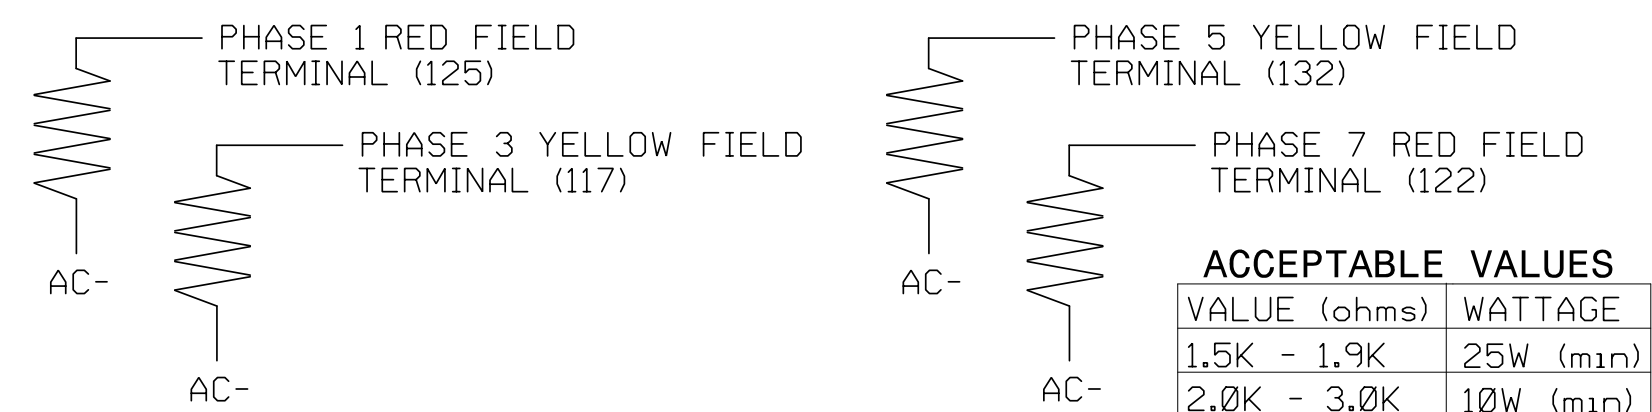 PHASE 1 RED FIELD
TERMINAL (125)
PHASE 3 YELLOW FIELD
TERMINAL (117)
AC-
AC-
PHASE 5 YELLOW FIELD
TERMINAL (132)
PHASE 7 RED FIELD
TERMINAL (122)
AC-
AC-
ACCEPTABLE VALUES
VALUE (ohms) WATTAGE
1.5K - 1.9K 25W (min)
2.0K - 3.0K 10W (min)